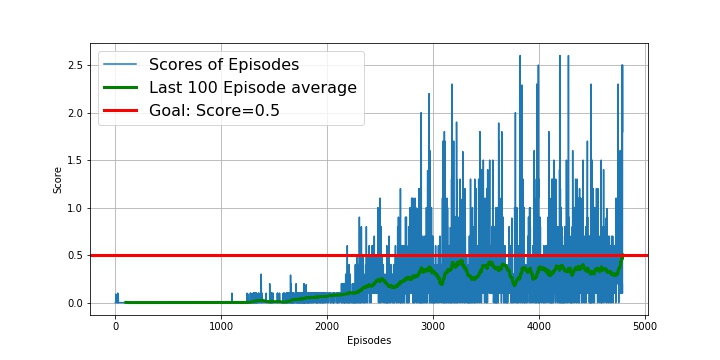 Scores of Episodes
Last 100 Episode average
Goal: Score=0.5
Score
2.5
2.0
1.5
1.0
0.5
0.0
0 1000 2000 3000 4000 5000
Episodes